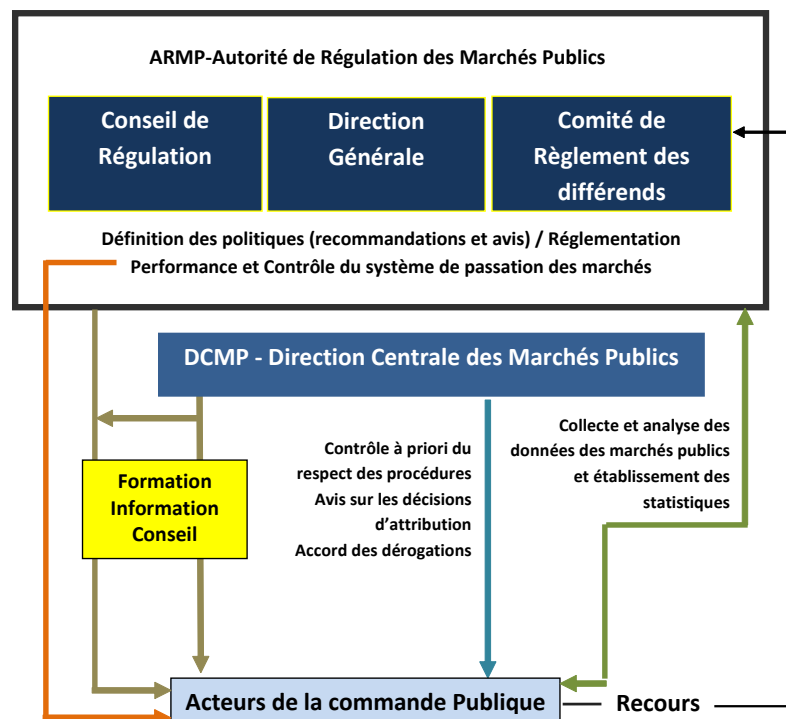 ARMP-Autorité de Régulation des Marchés Publics
Conseil de
Régulation
Direction
Générale
Comité de
Règlement des
différends
Définition des politiques (recommandations et avis) / Réglementation
Performance et Contrôle du système de passation des marchés
DCMP - Direction Centrale des Marchés Publics
Formation
Information
Conseil
Contrôle à priori du
respect des procédures
Avis sur les décisions
d’attribution
Accord des dérogations
Collecte et analyse des
données des marchés publics
et établissement des
statistiques
Acteurs de la commande Publique
Recours